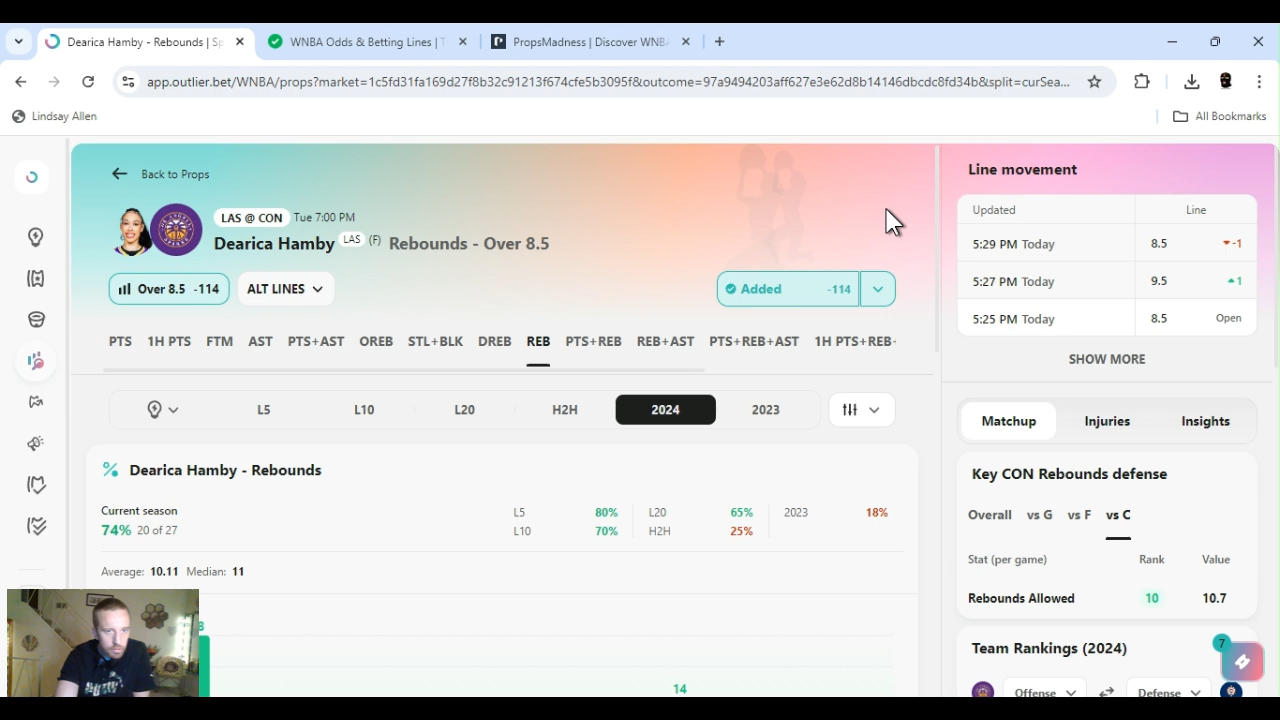 Dearica Hamby - Rebounds | Sp
WNBA Odds & Betting Lines | T
PropsMadness | Discover WNBA
app.outlier.bet/WNBA/props?market=1c5fd31fa169d27f8b32c91213f674cfe5b3095f&outcome=97a9494203aff627e3e62d8b14146dbcdc8fd34b&split=curSea...
Lindsay Allen
All Bookmarks
Back to Props
LAS @ CON Tue 7:00 PM
Dearica Hamby LAS (F) Rebounds - Over 8.5
Over 8.5 -114 ALT LINES
Added -114
PTS 1H PTS FTM AST PTS+AST OREB STL+BLK DREB REB PTS+REB REB+AST PTS+REB+AST 1H PTS+REB-
L5 L10 L20 H2H 2024 2023
Dearica Hamby - Rebounds
Current season
74% 20 of 27
L5 80% L20 65% 2023 18%
L10 70% H2H 25%
Average: 10.11 Median: 11
14
Line movement
Updated Line
5:29 PM Today 8.5 -1
5:27 PM Today 9.5 1
5:25 PM Today 8.5 Open
SHOW MORE
Matchup Injuries Insights
Key CON Rebounds defense
Overall vs G vs F vs C
Stat (per game) Rank Value
Rebounds Allowed 10 10.7
Team Rankings (2024)
7
Offense Defense